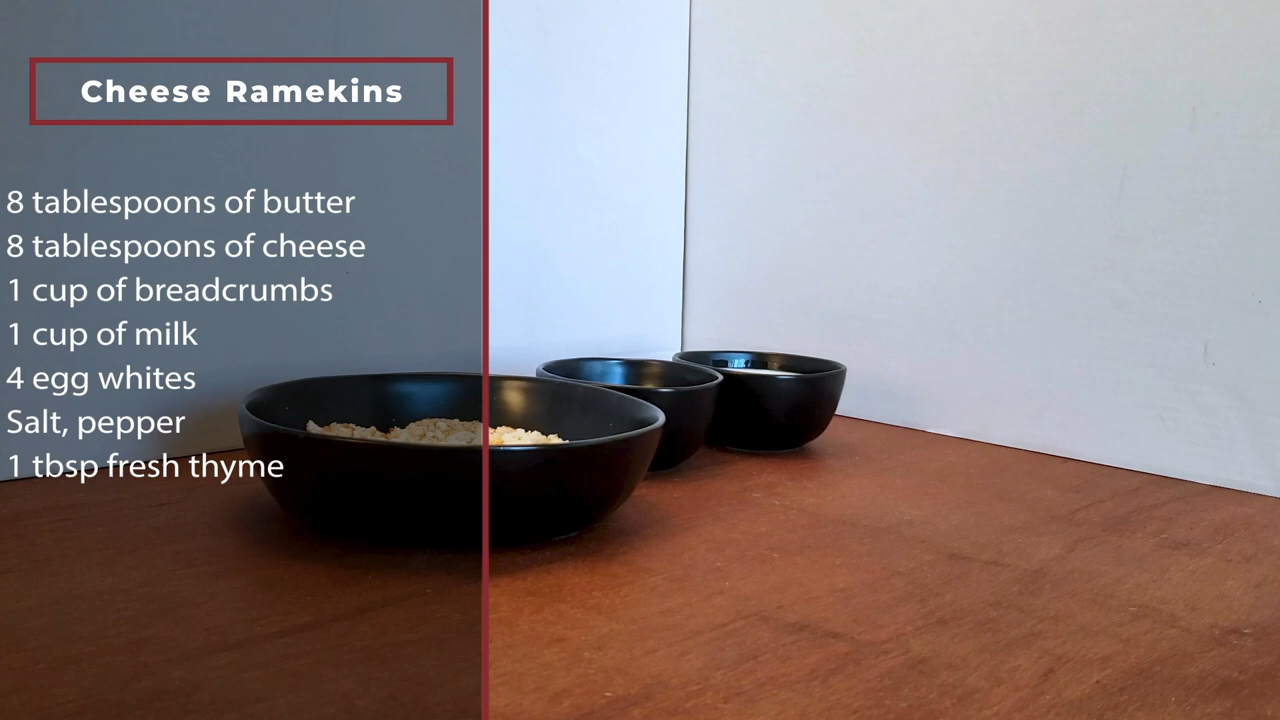 Cheese Ramekins
8 tablespoons of butter
8 tablespoons of cheese
1 cup of breadcrumbs
1 cup of milk
4 egg whites
Salt, pepper
1 tbsp fresh thyme